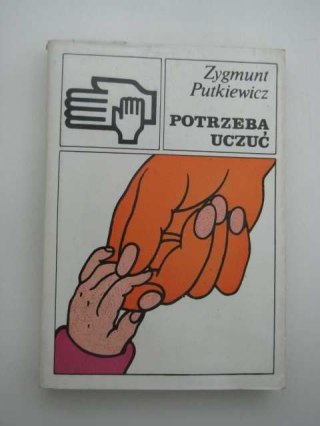 Zygmunt
Putkiewicz
POTRZEBA
UCZUĆ